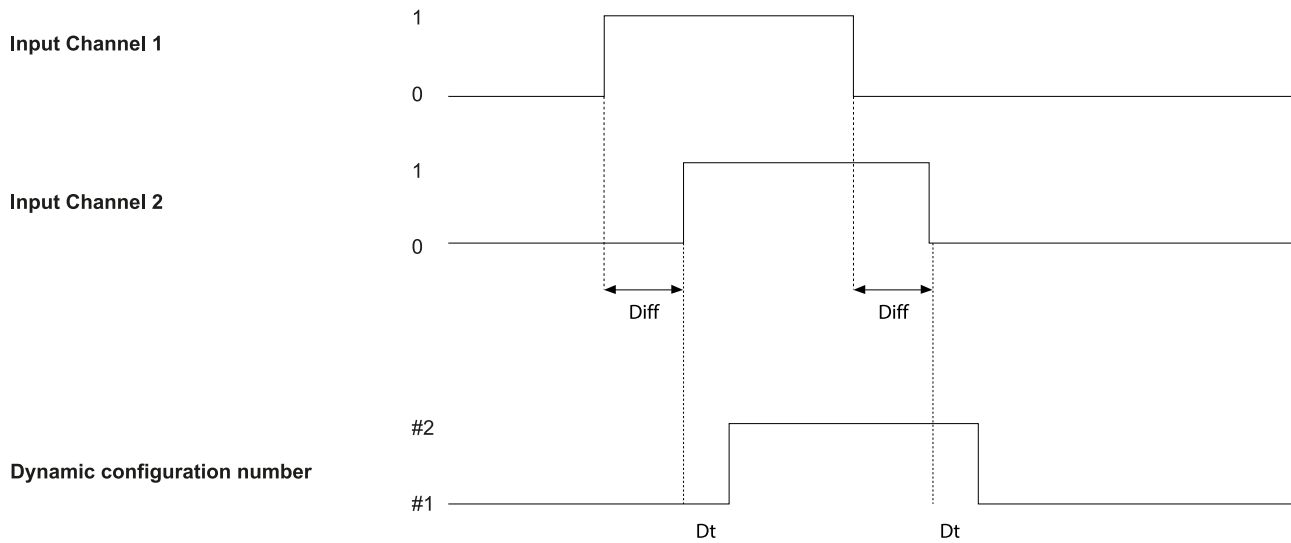 1
Input Channel 1
0
1
Input Channel 2
0
Diff Diff
#2
Dynamic configuration number
#1
Dt Dt